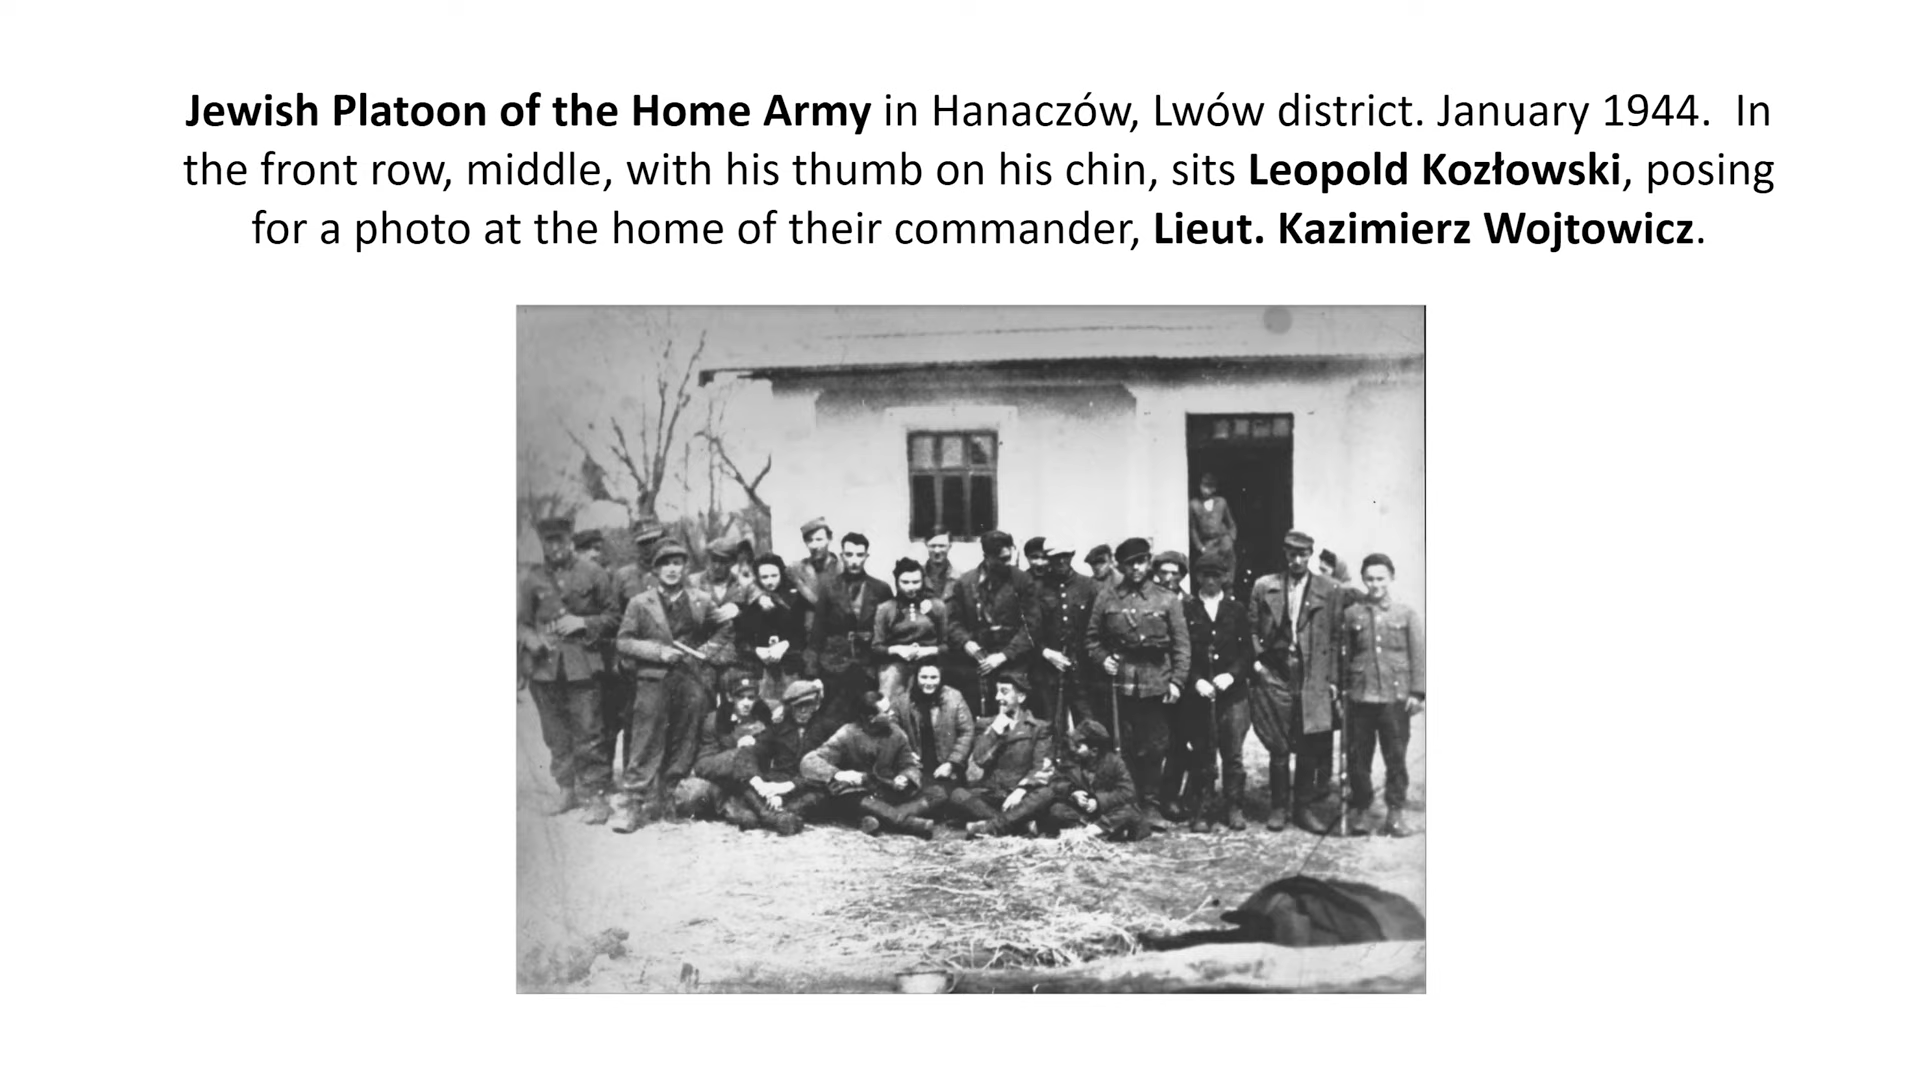 Jewish Platoon of the Home Army in Hanaczów, Lwów district. January 1944. In
the front row, middle, with his thumb on his chin, sits Leopold Kozłowski, posing
for a photo at the home of their commander, Lieut. Kazimierz Wojtowicz.